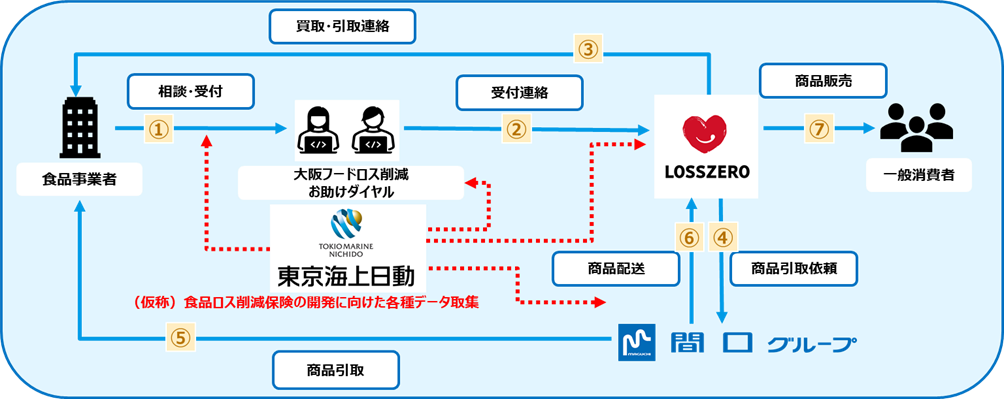 買取・引取連絡
③
相談・受付
受付連絡
商品販売
①
②
⑦
LOSSZERO
食品事業者
大阪フードロス削減
お助けダイヤル
一般消費者
TOKIO MARINE
NICHIDO
東京海上日動
(仮称)食品ロス削減保険の開発に向けた各種データ取集
⑥
④
商品配送
商品引取依頼
⑤
間口グループ
商品引取